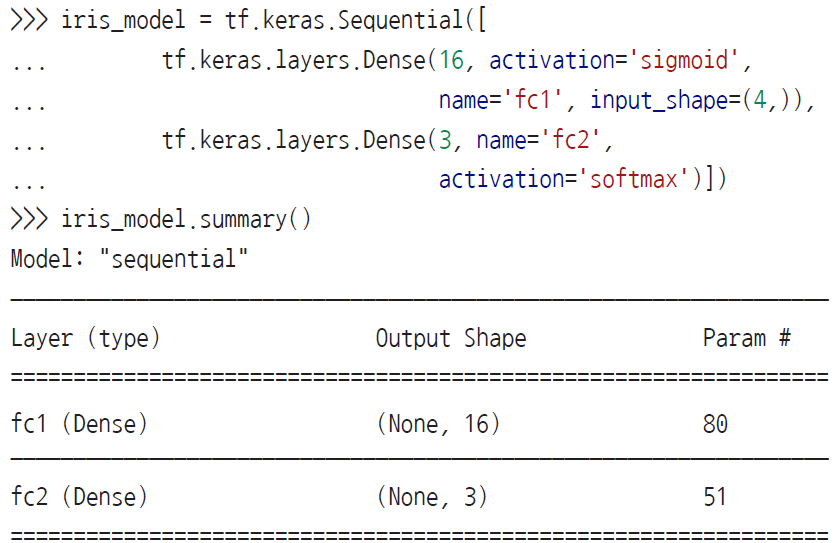 >>> iris_model = tf.keras.Sequential([
...         tf.keras.layers.Dense(16, activation='sigmoid',
...                               name='fc1', input_shape=(4,)),
...         tf.keras.layers.Dense(3, name='fc2',
...                               activation='softmax')])
>>> iris_model.summary()
Model: "sequential"
_________________________________________________________________
Layer (type)                 Output Shape              Param #
=================================================================
fc1 (Dense)                  (None, 16)                80
_________________________________________________________________
fc2 (Dense)                  (None, 3)                 51
=================================================================